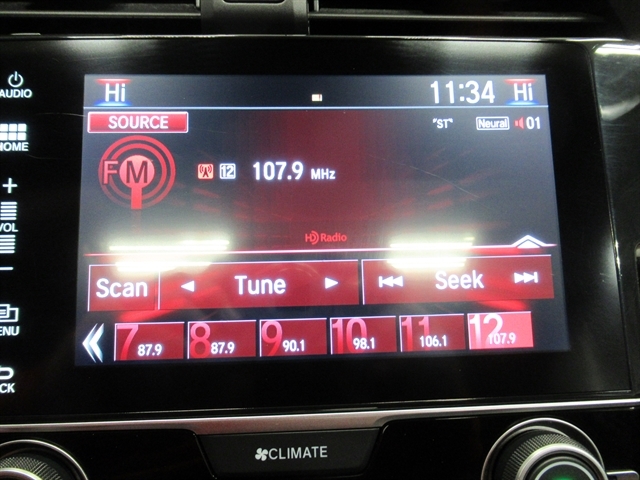 AUDIO
HOME
+
VOL
−
MENU
BACK
Hi 11:34 Hi
SOURCE "ST" Neural 01
FM 12 107.9 MHz
HD Radio
Scan Tune Seek
7 87.9 8 87.9 9 90.1 10 98.1 11 106.1 12 107.9
CLIMATE